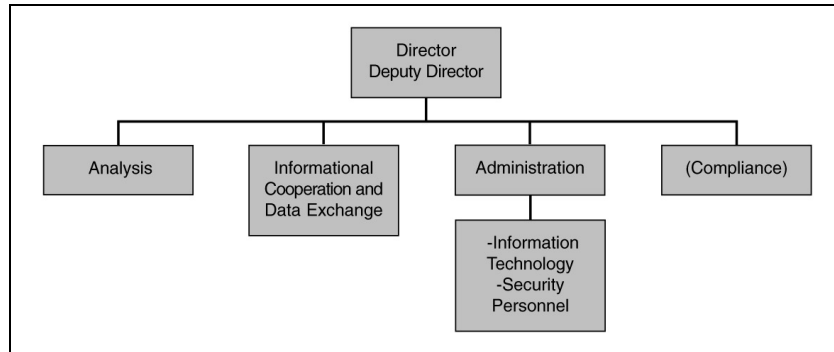 Director
Deputy Director
Analysis
Informational
Cooperation and
Data Exchange
Administration
(Compliance)
-Information
Technology
-Security
Personnel